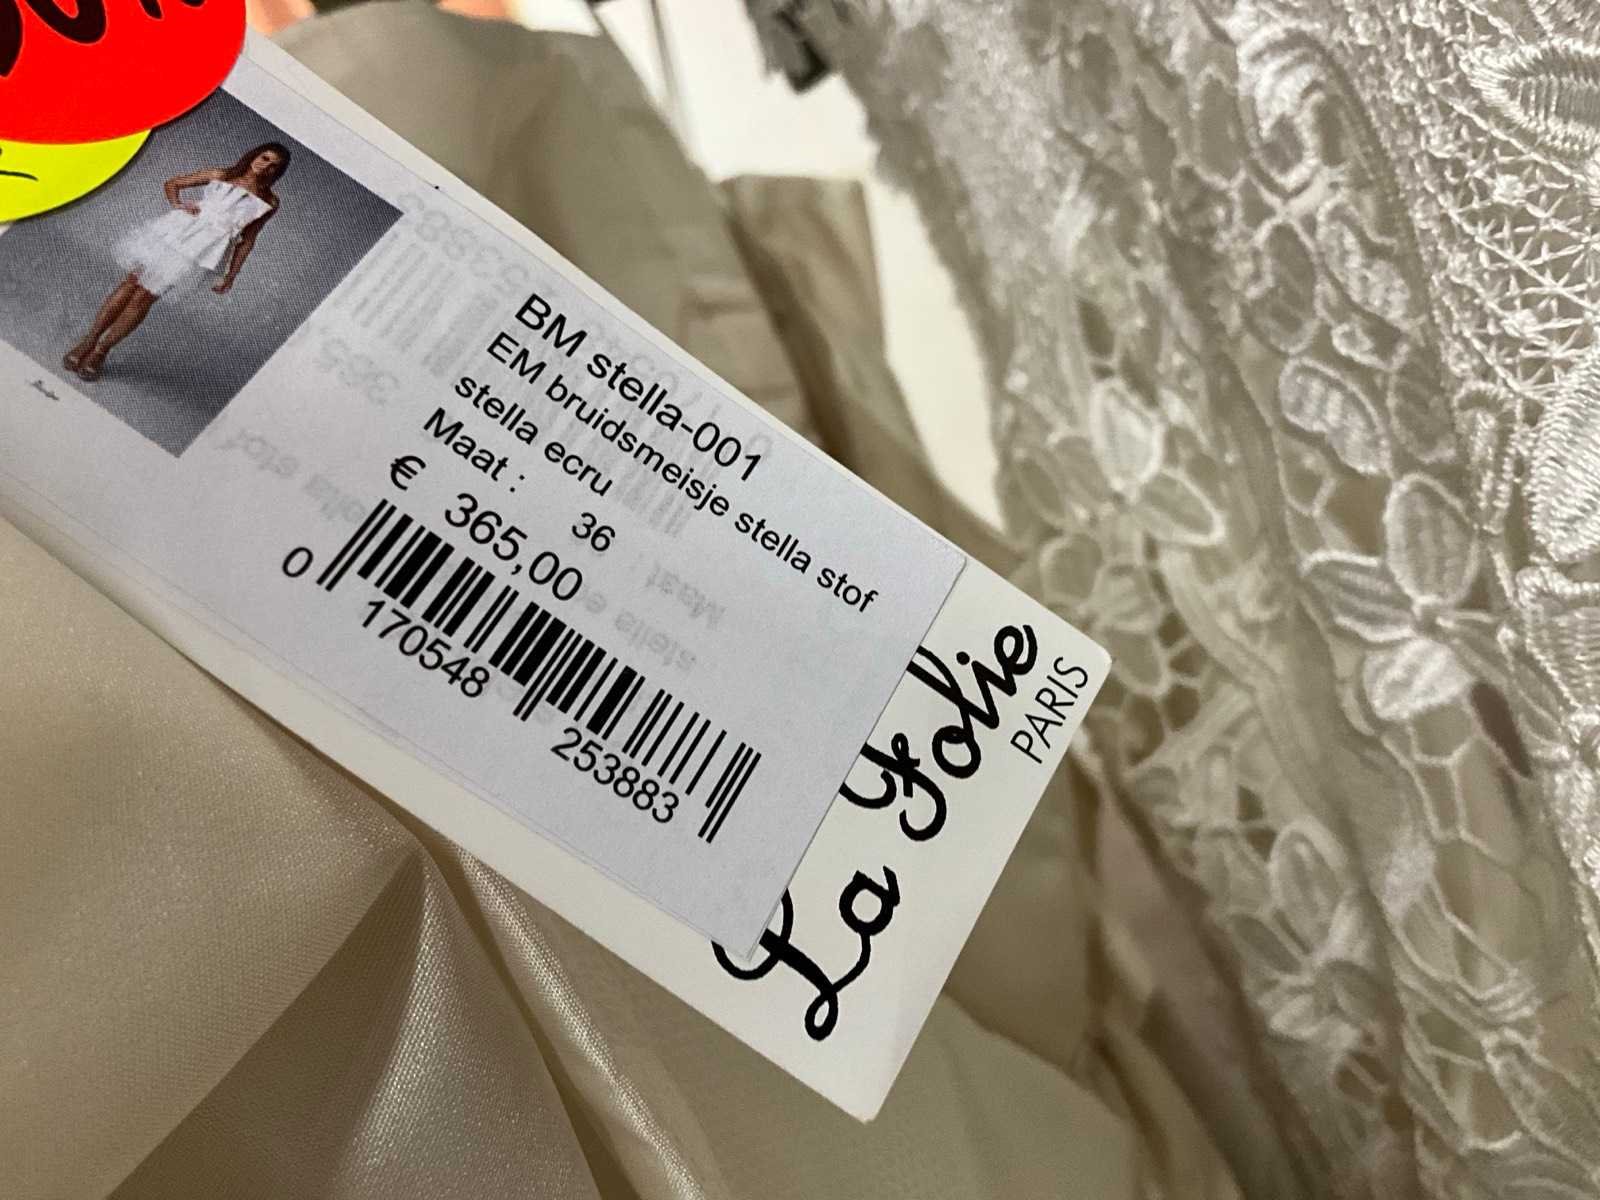 BM stella-001
EM bruidsmeisje stella stof
stella ecru
Maat : 36
€ 365,00
0 170548 253883
La Folie
PARIS